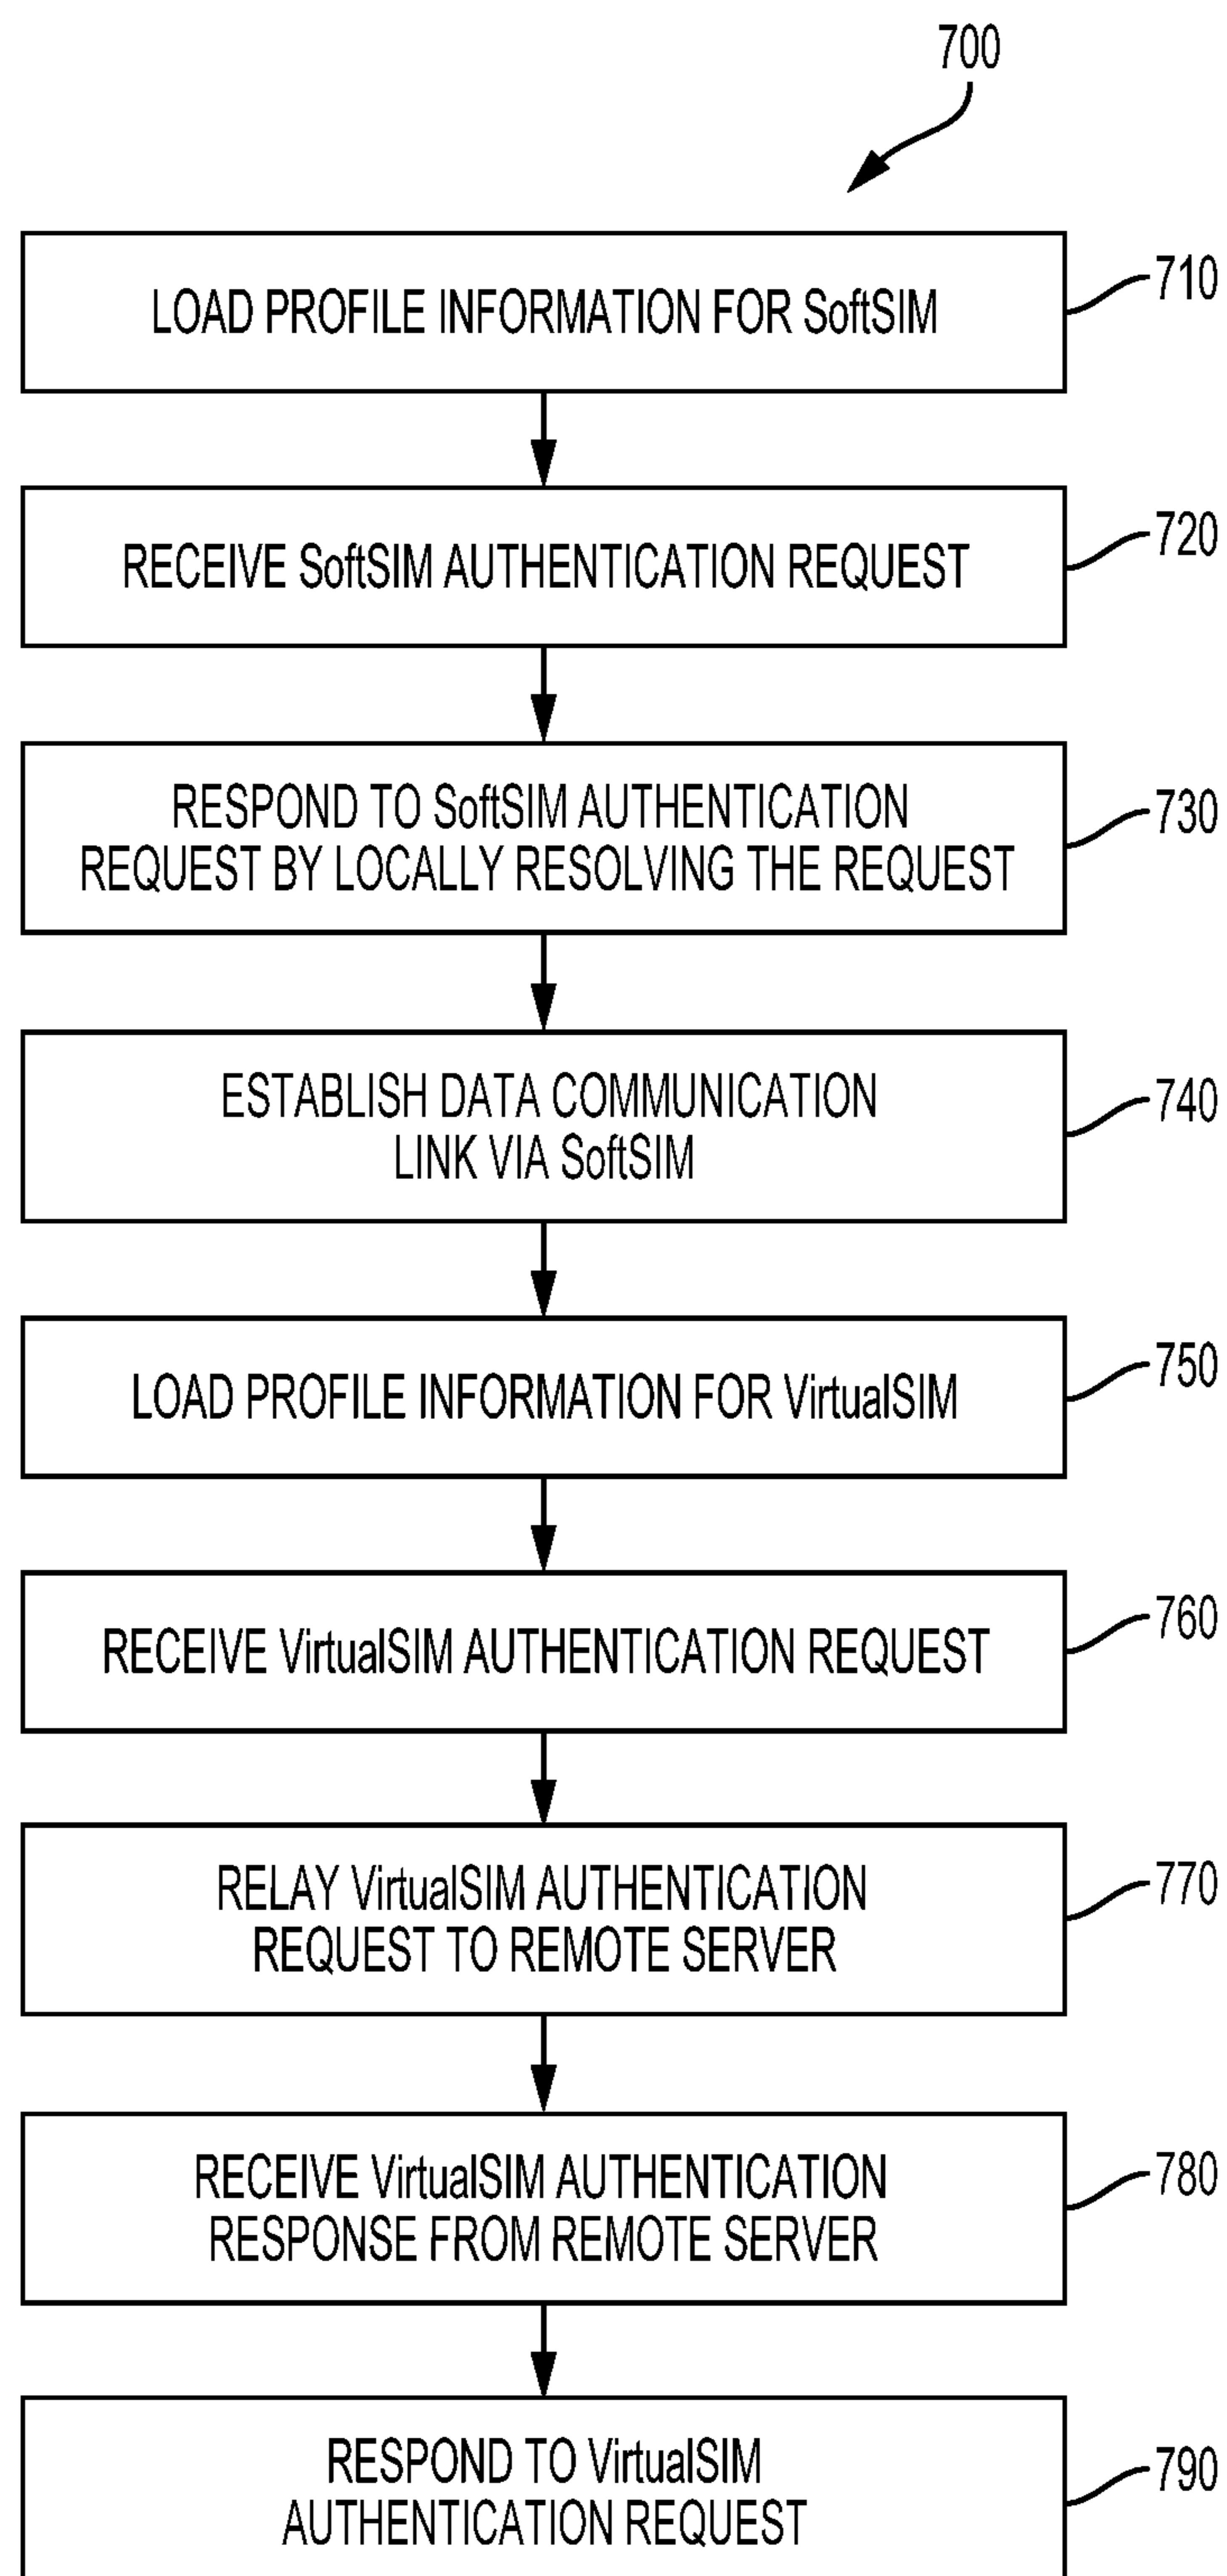 700
LOAD PROFILE INFORMATION FOR SoftSIM
710
RECEIVE SoftSIM AUTHENTICATION REQUEST
720
RESPOND TO SoftSIM AUTHENTICATION
REQUEST BY LOCALLY RESOLVING THE REQUEST
730
ESTABLISH DATA COMMUNICATION
LINK VIA SoftSIM
740
LOAD PROFILE INFORMATION FOR VirtualSIM
750
RECEIVE VirtualSIM AUTHENTICATION REQUEST
760
RELAY VirtualSIM AUTHENTICATION
REQUEST TO REMOTE SERVER
770
RECEIVE VirtualSIM AUTHENTICATION
RESPONSE FROM REMOTE SERVER
780
RESPOND TO VirtualSIM
AUTHENTICATION REQUEST
790